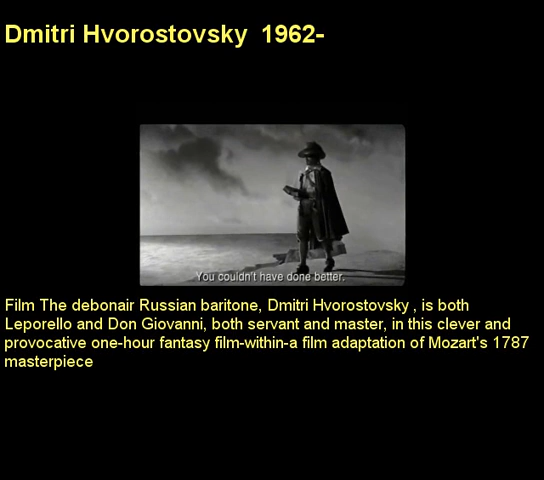 Dmitri Hvorostovsky  1962-
You couldn't have done better.
Film The debonair Russian baritone, Dmitri Hvorostovsky , is both
Leporello and Don Giovanni, both servant and master, in this clever and
provocative one-hour fantasy film-within-a film adaptation of Mozart's 1787
masterpiece